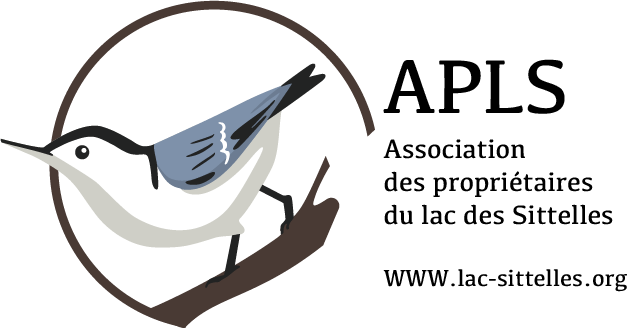 APLS
Association
des propriétaires
du lac des Sittelles
WWW.lac-sittelles.org